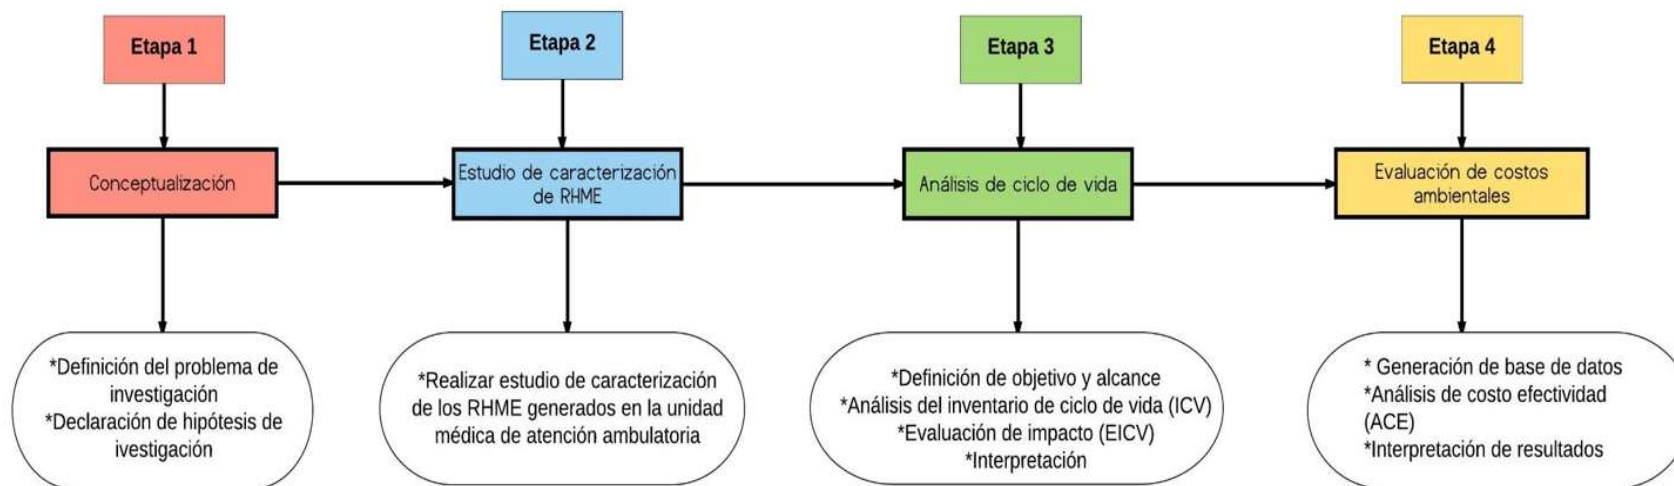 Etapa 1
Etapa 2
Etapa 3
Etapa 4
Conceptualización
Estudio de caracterización
de RHME
Análisis de ciclo de vida
Evaluación de costos
ambientales
*Definición del problema de
investigación
*Declaración de hipótesis de
ivestigación
*Realizar estudio de caracterización
de los RHME generados en la unidad
médica de atención ambulatoria
*Definición de objetivo y alcance
*Análisis del inventario de ciclo de vida (ICV)
*Evaluación de impacto (EICV)
*Interpretación
* Generación de base de datos
*Análisis de costo efectividad
(ACE)
*Interpretación de resultados